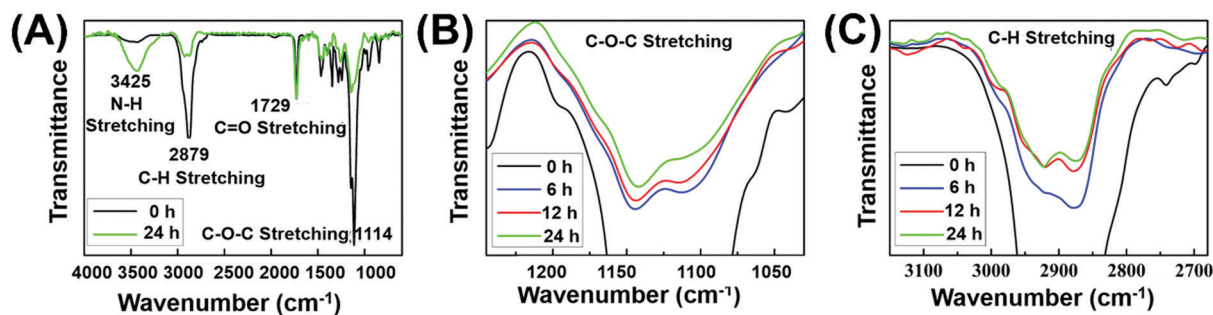 (A)
Transmittance
3425
N-H
Stretching
2879
C-H Stretching
1729
C=O Stretching
C-O-C Stretching 1114
0 h
24 h
4000 3000 2500 2000 1500 1000
Wavenumber (cm-1)
(B)
Transmittance
C-O-C Stretching
0 h
6 h
12 h
24 h
1200 1150 1100 1050
Wavenumber (cm-1)
(C)
Transmittance
C-H Stretching
0 h
6 h
12 h
24 h
3100 3000 2900 2800 2700
Wavenumber (cm-1)